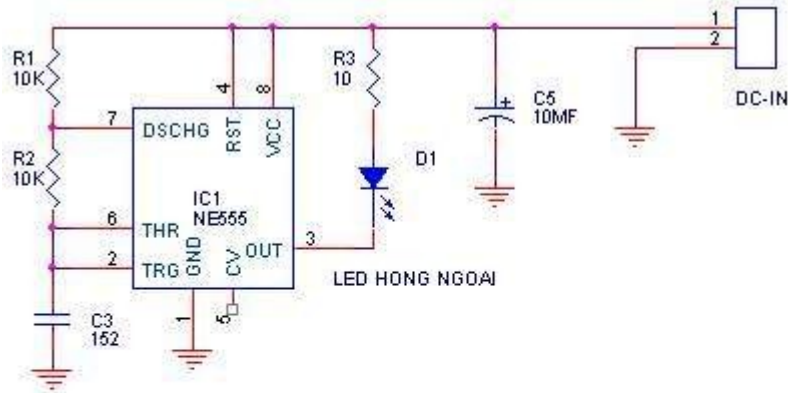 1
2
DC-IN
R1
10K
R3
10
C5
10MF
4
8
7
DSCHG
RST
VCC
R2
10K
D1
IC1
NE555
6
THR
2
TRG
GND
CV
OUT
3
LED HONG NGOAI
1
5
C3
152